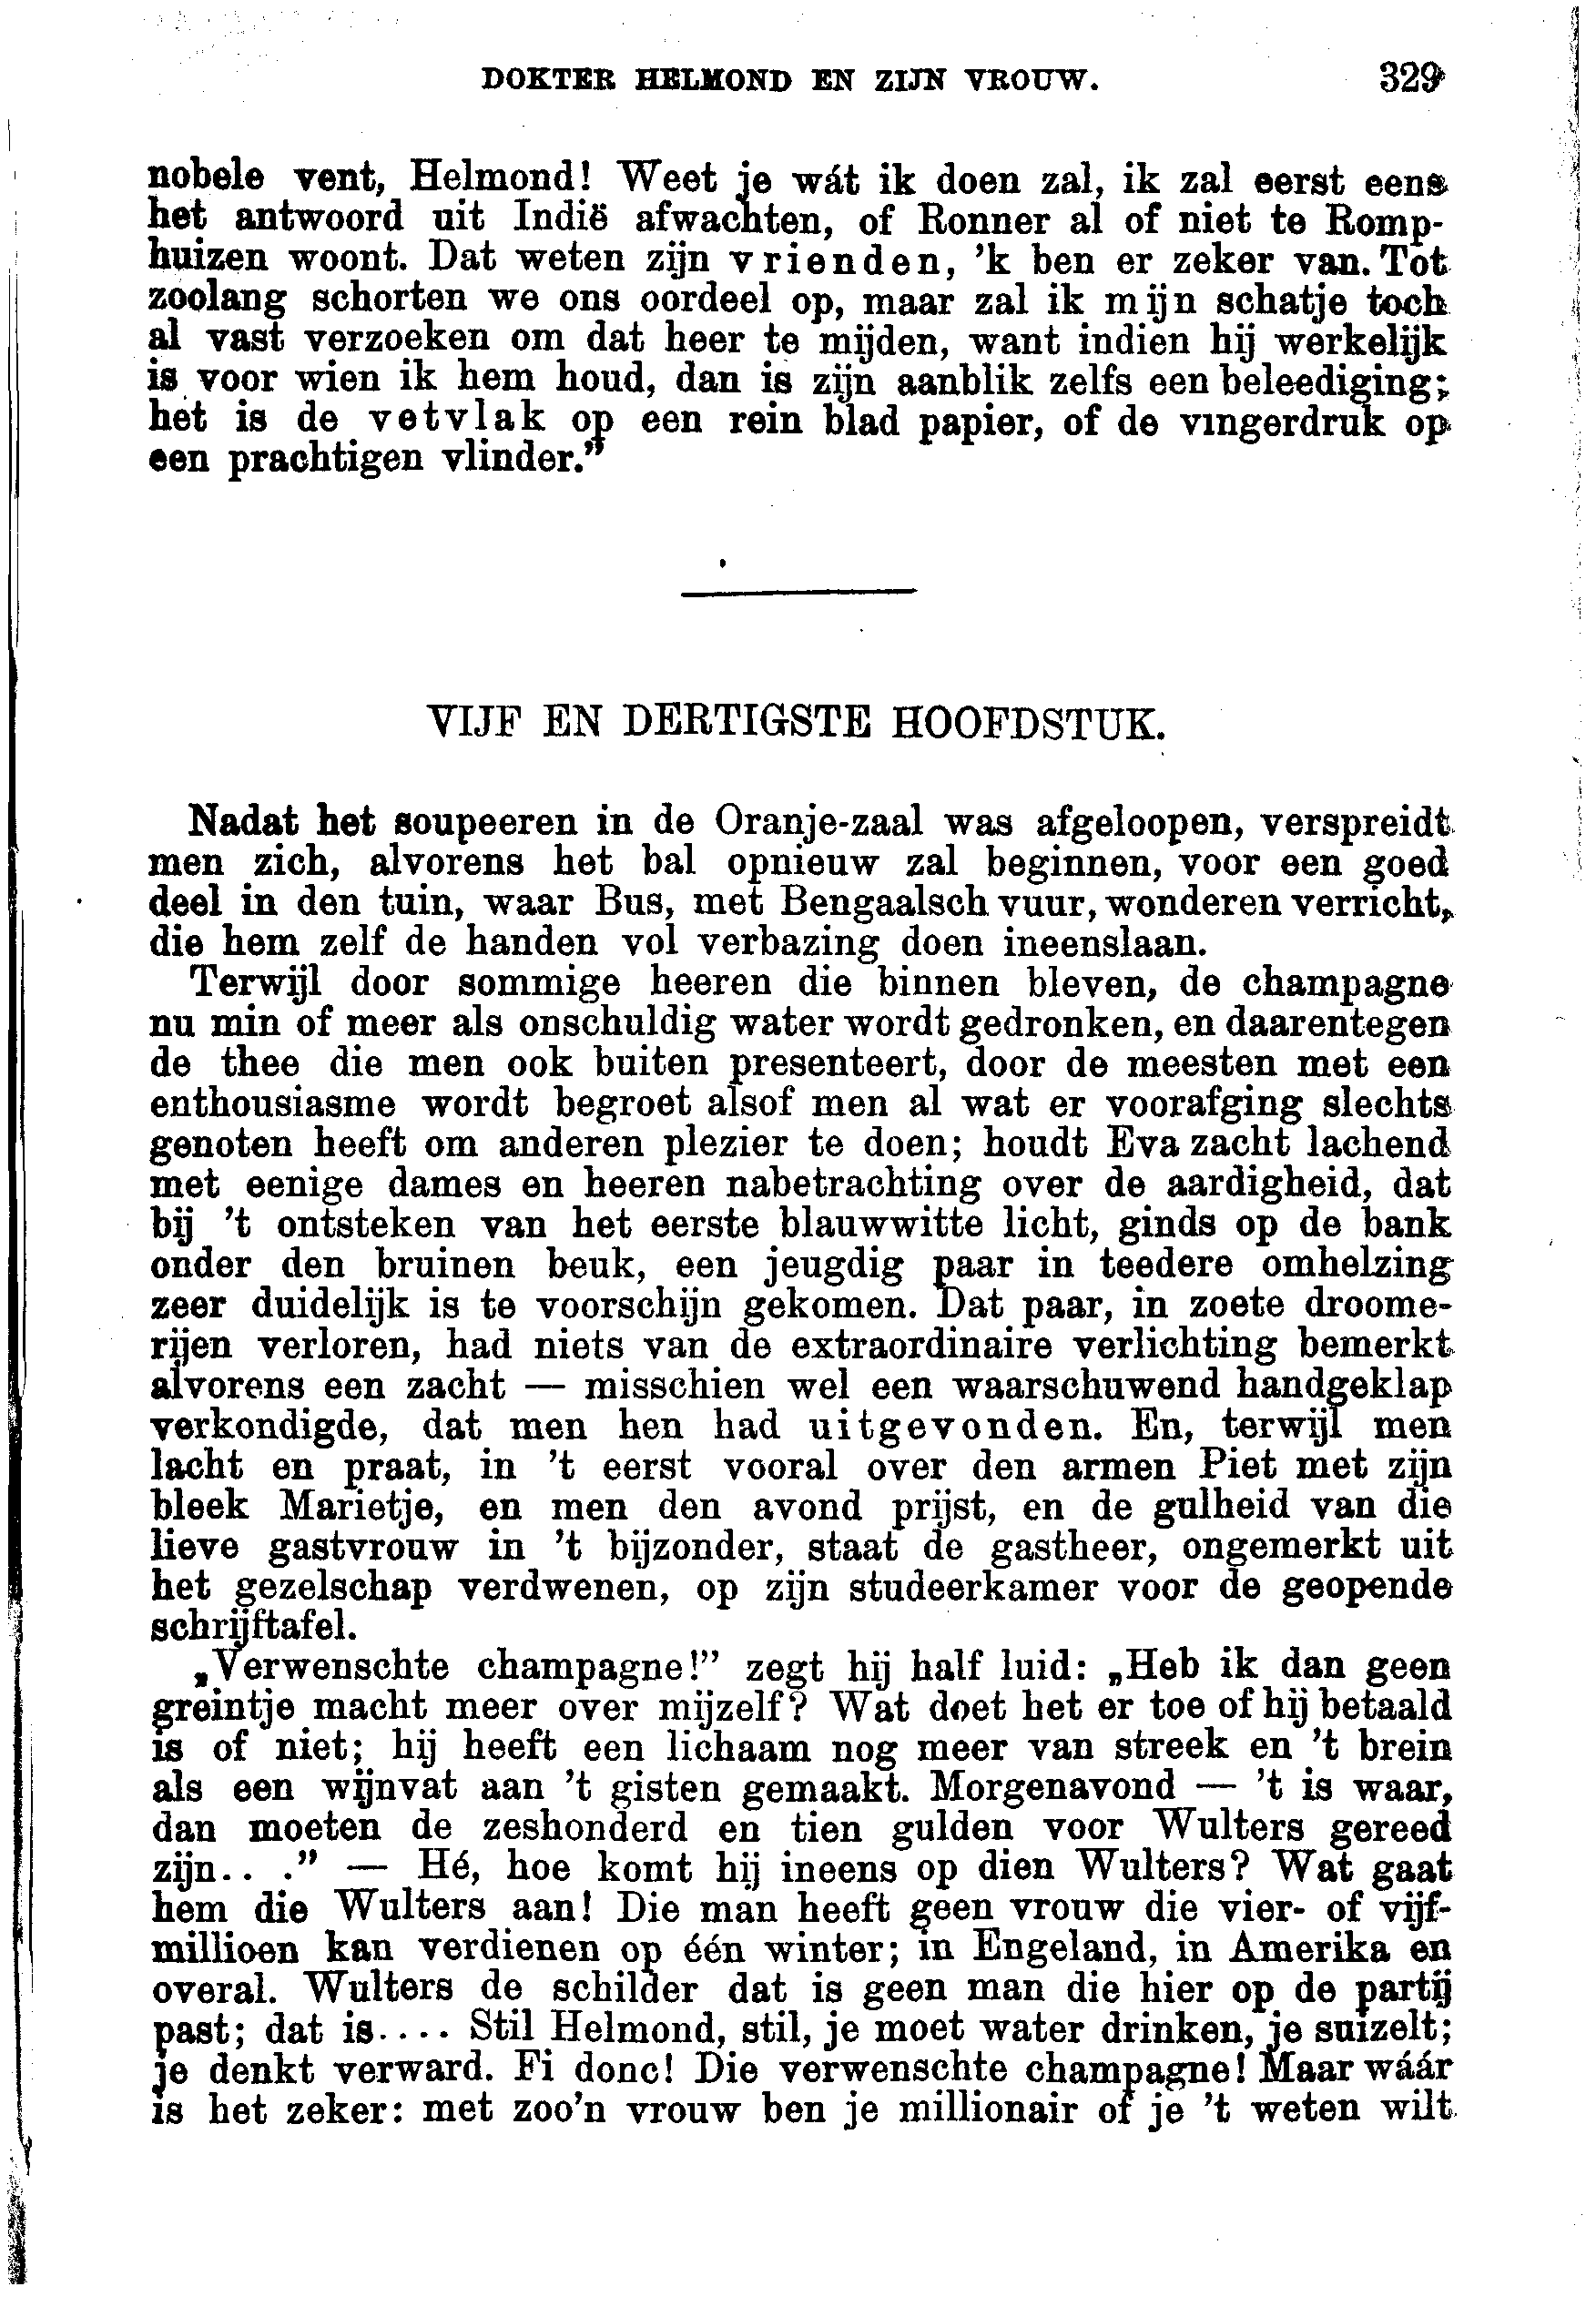 DOKTER HELMOND EN ZIJN VROUW. 329
nobele vent, Helmond! Weet je wát ik doen zal, ik zal eerst eens
het antwoord uit Indië afwachten, of Ronner al of niet te Romp-
huizen woont. Dat weten zijn vrienden, 'k ben er zeker van. Tot
zoolang schorten we ons oordeel op, maar zal ik mijn schatje toch
al vast verzoeken om dat heer te mijden, want indien hij werkelijk
is voor wien ik hem houd, dan is zijn aanblik zelfs een beleediging;
het is de vetvlak op een rein blad papier, of de vingerdruk op
een prachtigen vlinder.”
VIJF EN DERTIGSTE HOOFDSTUK.
Nadat het soupeeren in de Oranje-zaal was afgeloopen, verspreidt
men zich, alvorens het bal opnieuw zal beginnen, voor een goed
deel in den tuin, waar Bus, met Bengaalsch vuur, wonderen verricht,
die hem zelf de handen vol verbazing doen ineenslaan.
Terwijl door sommige heeren die binnen bleven, de champagne
nu min of meer als onschuldig water wordt gedronken, en daarentegen
de thee die men ook buiten presenteert, door de meesten met een
enthousiasme wordt begroet alsof men al wat er voorafging slechts
genoten heeft om anderen plezier te doen; houdt Eva zacht lachend
met eenige dames en heeren nabetrachting over de aardigheid, dat
bij 't ontsteken van het eerste blauwwitte licht, ginds op de bank
onder den bruinen beuk, een jeugdig paar in teedere omhelzing
zeer duidelijk is te voorschijn gekomen. Dat paar, in zoete droome-
rijen verloren, had niets van de extraordinaire verlichting bemerkt
alvorens een zacht — misschien wel een waarschuwend handgeklap
verkondigde, dat men hen had uitgevonden. En, terwijl men
lacht en praat, in 't eerst vooral over den armen Piet met zijn
bleek Marietje, en men den avond prijst, en de gulheid van die
lieve gastvrouw in 't bijzonder, staat de gastheer, ongemerkt uit
het gezelschap verdwenen, op zijn studeerkamer voor de geopende
schrijftafel.
„Verwenschte champagne!” zegt hij half luid: „Heb ik dan geen
greintje macht meer over mijzelf? Wat doet het er toe of hij betaald
is of niet; hij heeft een lichaam nog meer van streek en 't brein
als een wijnvat aan 't gisten gemaakt. Morgenavond — 't is waar,
dan moeten de zeshonderd en tien gulden voor Wulters gereed
zijn.. .” — Hé, hoe komt hij ineens op dien Wulters? Wat gaat
hem die Wulters aan! Die man heeft geen vrouw die vier- of vijf-
millioen kan verdienen op één winter; in Engeland, in Amerika en
overal. Wulters de schilder dat is geen man die hier op de partij
past; dat is.... Stil Helmond, stil, je moet water drinken, je suizelt;
je denkt verward. Fi donc! Die verwenschte champagne! Maar wáár
is het zeker: met zoo'n vrouw ben je millionair of je 't weten wilt